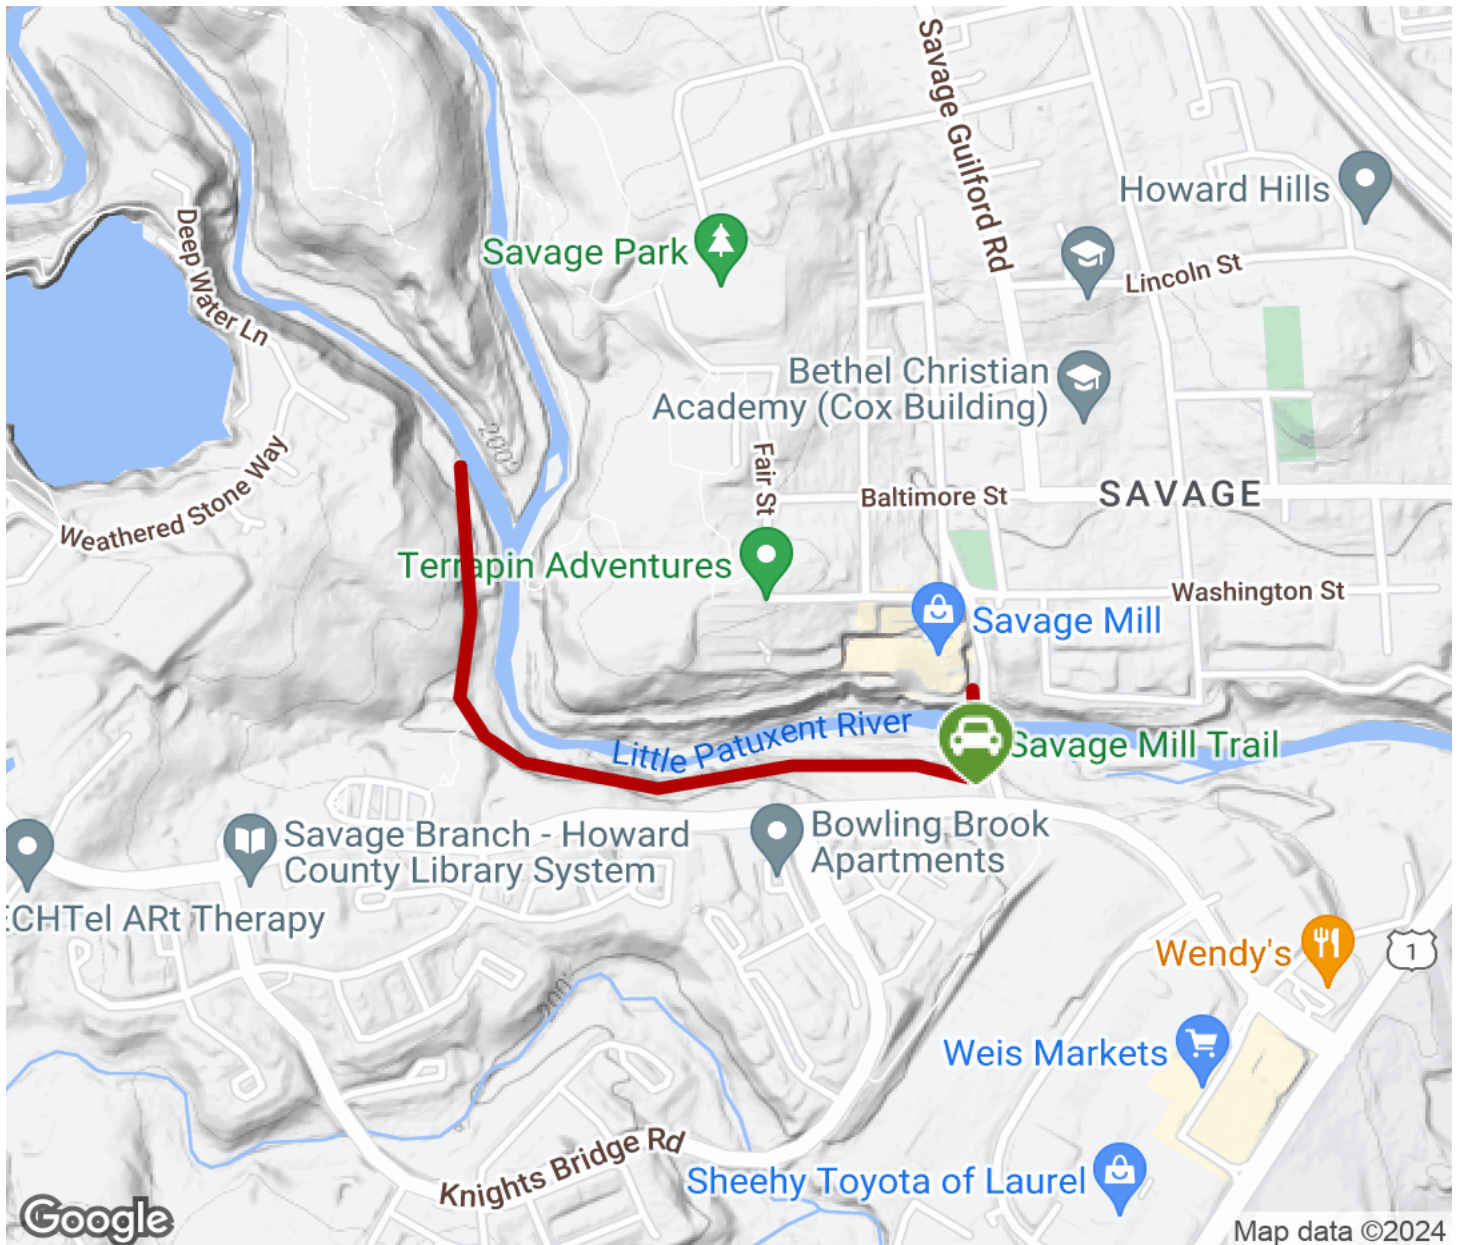 Savage Guilford Rd
Howard Hills
Deep Water Ln
Savage Park
Lincoln St
Bethel Christian
Academy (Cox Building)
200'
Fair St
Weathered Stone Way
Baltimore St
SAVAGE
Terrapin Adventures
Washington St
Savage Mill
Little Patuxent River
Savage Mill Trail
Savage Branch - Howard
County Library System
Bowling Brook
Apartments
ECHTel ARt Therapy
Wendy's
1
200'
Weis Markets
Knights Bridge Rd
Sheehy Toyota of Laurel
Google
Map data ©2024